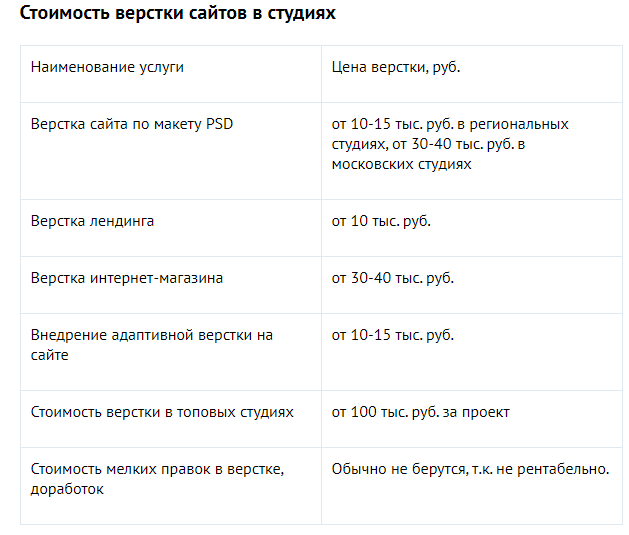 Стоимость верстки сайтов в студиях
Наименование услуги
Цена верстки, руб.
Верстка сайта по макету PSD
от 10-15 тыс. руб. в региональных
студиях, от 30-40 тыс. руб. в
московских студиях
Верстка лендинга
от 10 тыс. руб.
Верстка интернет-магазина
от 30-40 тыс. руб.
Внедрение адаптивной верстки на
сайте
от 10-15 тыс. руб.
Стоимость верстки в топовых студиях
от 100 тыс. руб. за проект
Стоимость мелких правок в верстке,
доработок
Обычно не берутся, т.к. не рентабельно.